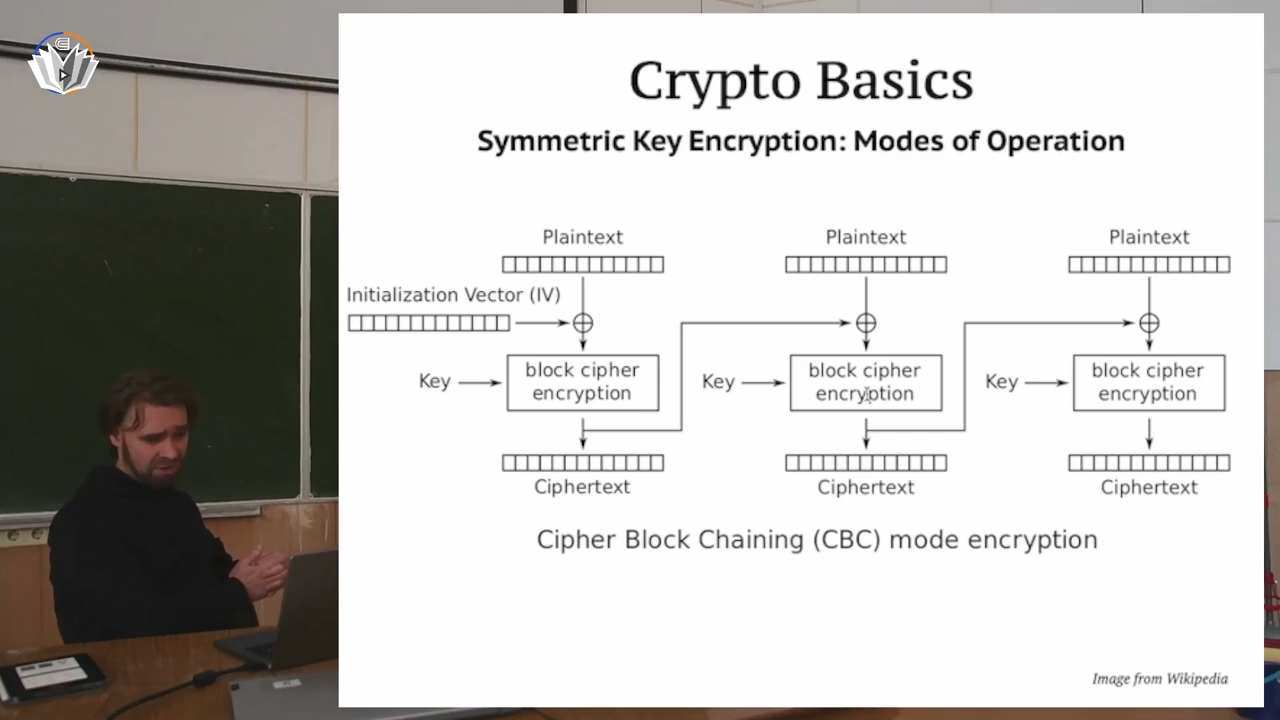 Crypto Basics
Symmetric Key Encryption: Modes of Operation
Plaintext Plaintext Plaintext
Initialization Vector (IV)
Key block cipher encryption Key block cipher encryption Key block cipher encryption
Ciphertext Ciphertext Ciphertext
Cipher Block Chaining (CBC) mode encryption
Image from Wikipedia